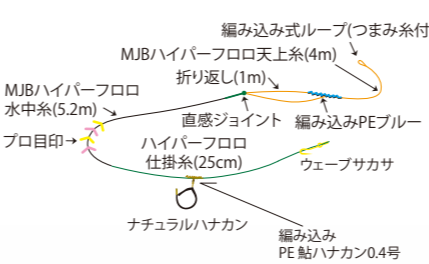 編み込み式ループ(つまみ糸付
MJBハイパーフロロ天上糸(4m)
折り返し(1m)
MJBハイパーフロロ
水中糸(5.2m)
直感ジョイント
編み込みPEブルー
プロ目印
ハイパーフロロ
仕掛糸(25cm)
ウェーブサカサ
ナチュラルハナカン
編み込み
PE 鮎ハナカン0.4号